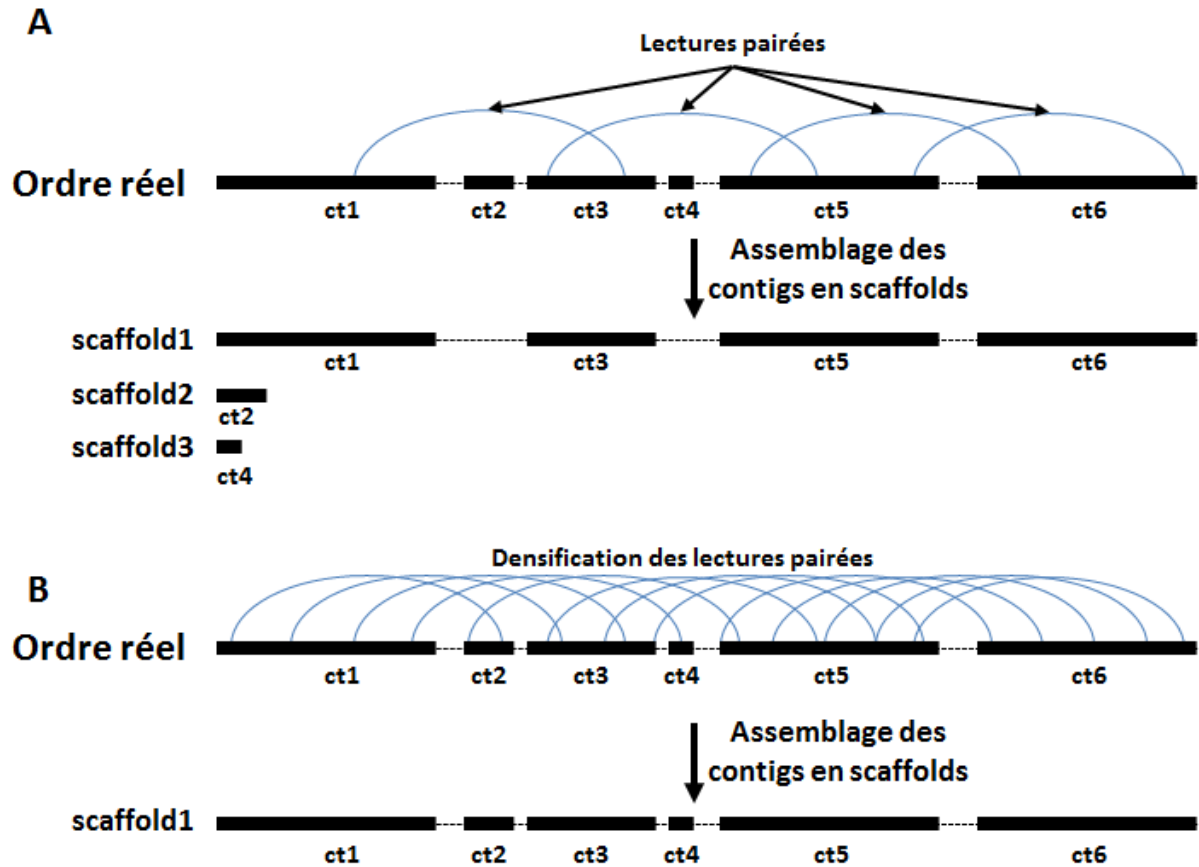 A
Lectures pairées
Ordre réel
ct1 ct2 ct3 ct4 ct5 ct6
Assemblage des
contigs en scaffolds
scaffold1
ct1 ct3 ct5 ct6
scaffold2
ct2
scaffold3
ct4
Densification des lectures pairées
B
Ordre réel
ct1 ct2 ct3 ct4 ct5 ct6
Assemblage des
contigs en scaffolds
scaffold1
ct1 ct2 ct3 ct4 ct5 ct6